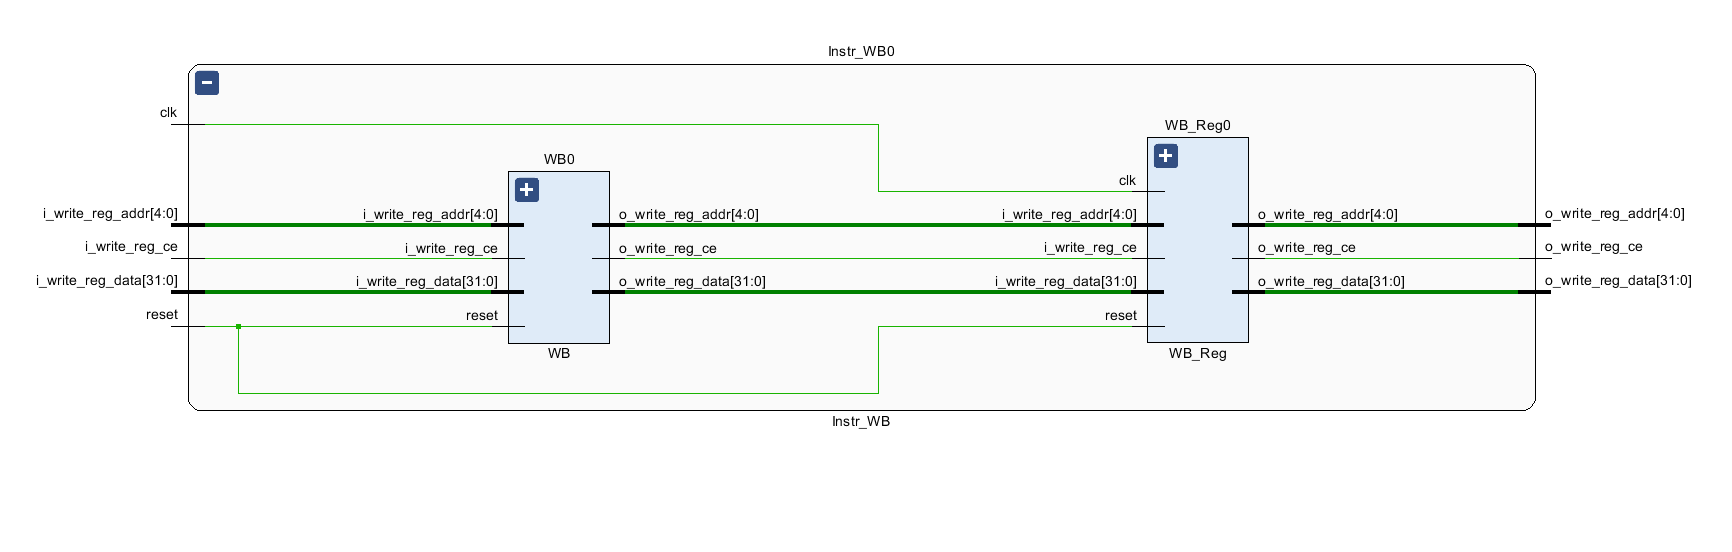 Instr_WB0
clk
WB_Reg0
WB0
clk
i_write_reg_addr[4:0]
i_write_reg_addr[4:0]
o_write_reg_addr[4:0]
i_write_reg_addr[4:0]
o_write_reg_addr[4:0]
o_write_reg_addr[4:0]
i_write_reg_ce
i_write_reg_ce
o_write_reg_ce
i_write_reg_ce
o_write_reg_ce
o_write_reg_ce
i_write_reg_data[31:0]
i_write_reg_data[31:0]
o_write_reg_data[31:0]
i_write_reg_data[31:0]
o_write_reg_data[31:0]
o_write_reg_data[31:0]
reset
reset
reset
WB
WB_Reg
Instr_WB